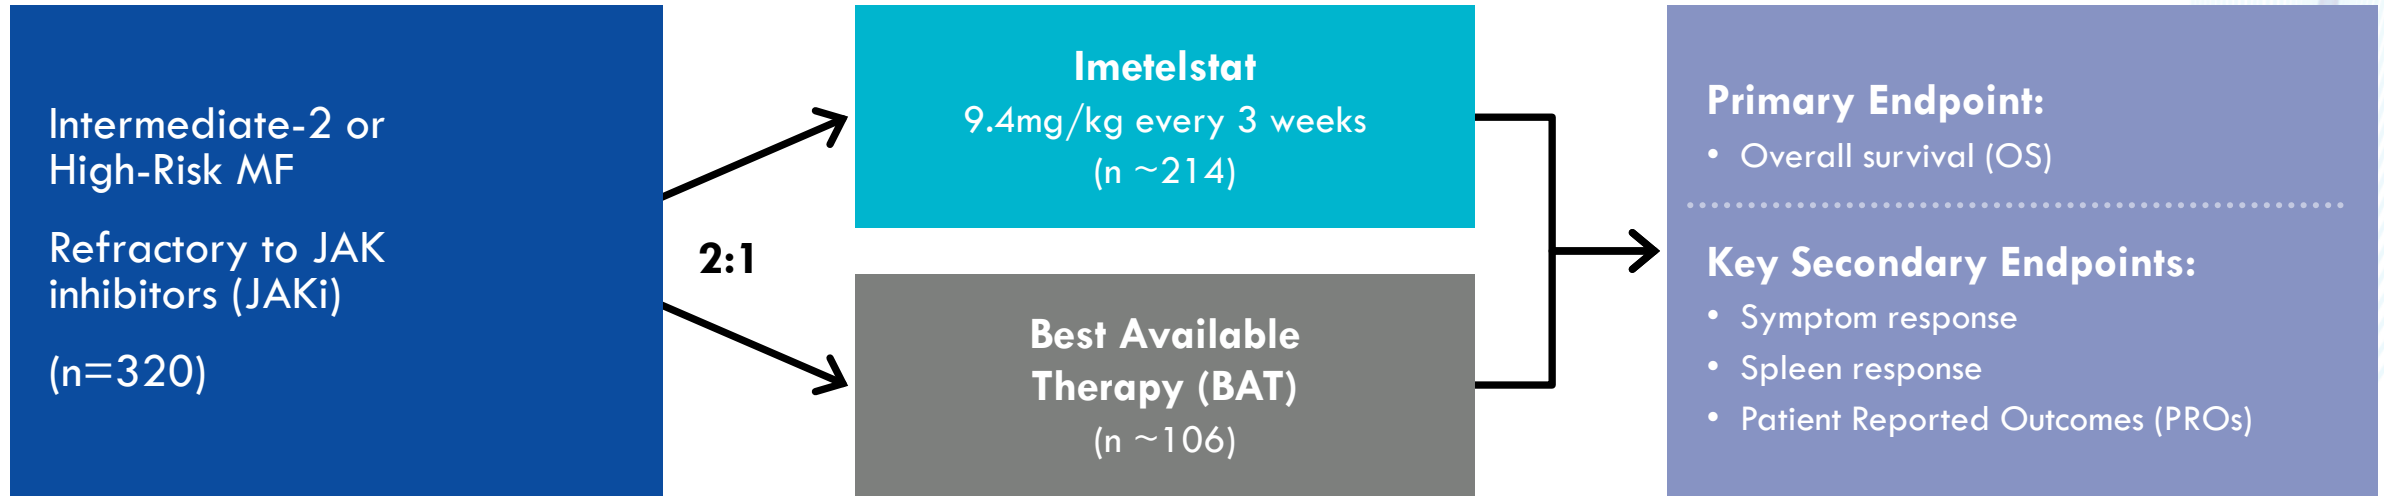 Intermediate-2 or
High-Risk MF
Refractory to JAK
inhibitors (JAKi)
(n=320)
2:1
Imetelstat
9.4mg/kg every 3 weeks
(n ~214)
Best Available
Therapy (BAT)
(n ~106)
Primary Endpoint:
• Overall survival (OS)
Key Secondary Endpoints:
• Symptom response
• Spleen response
• Patient Reported Outcomes (PROs)